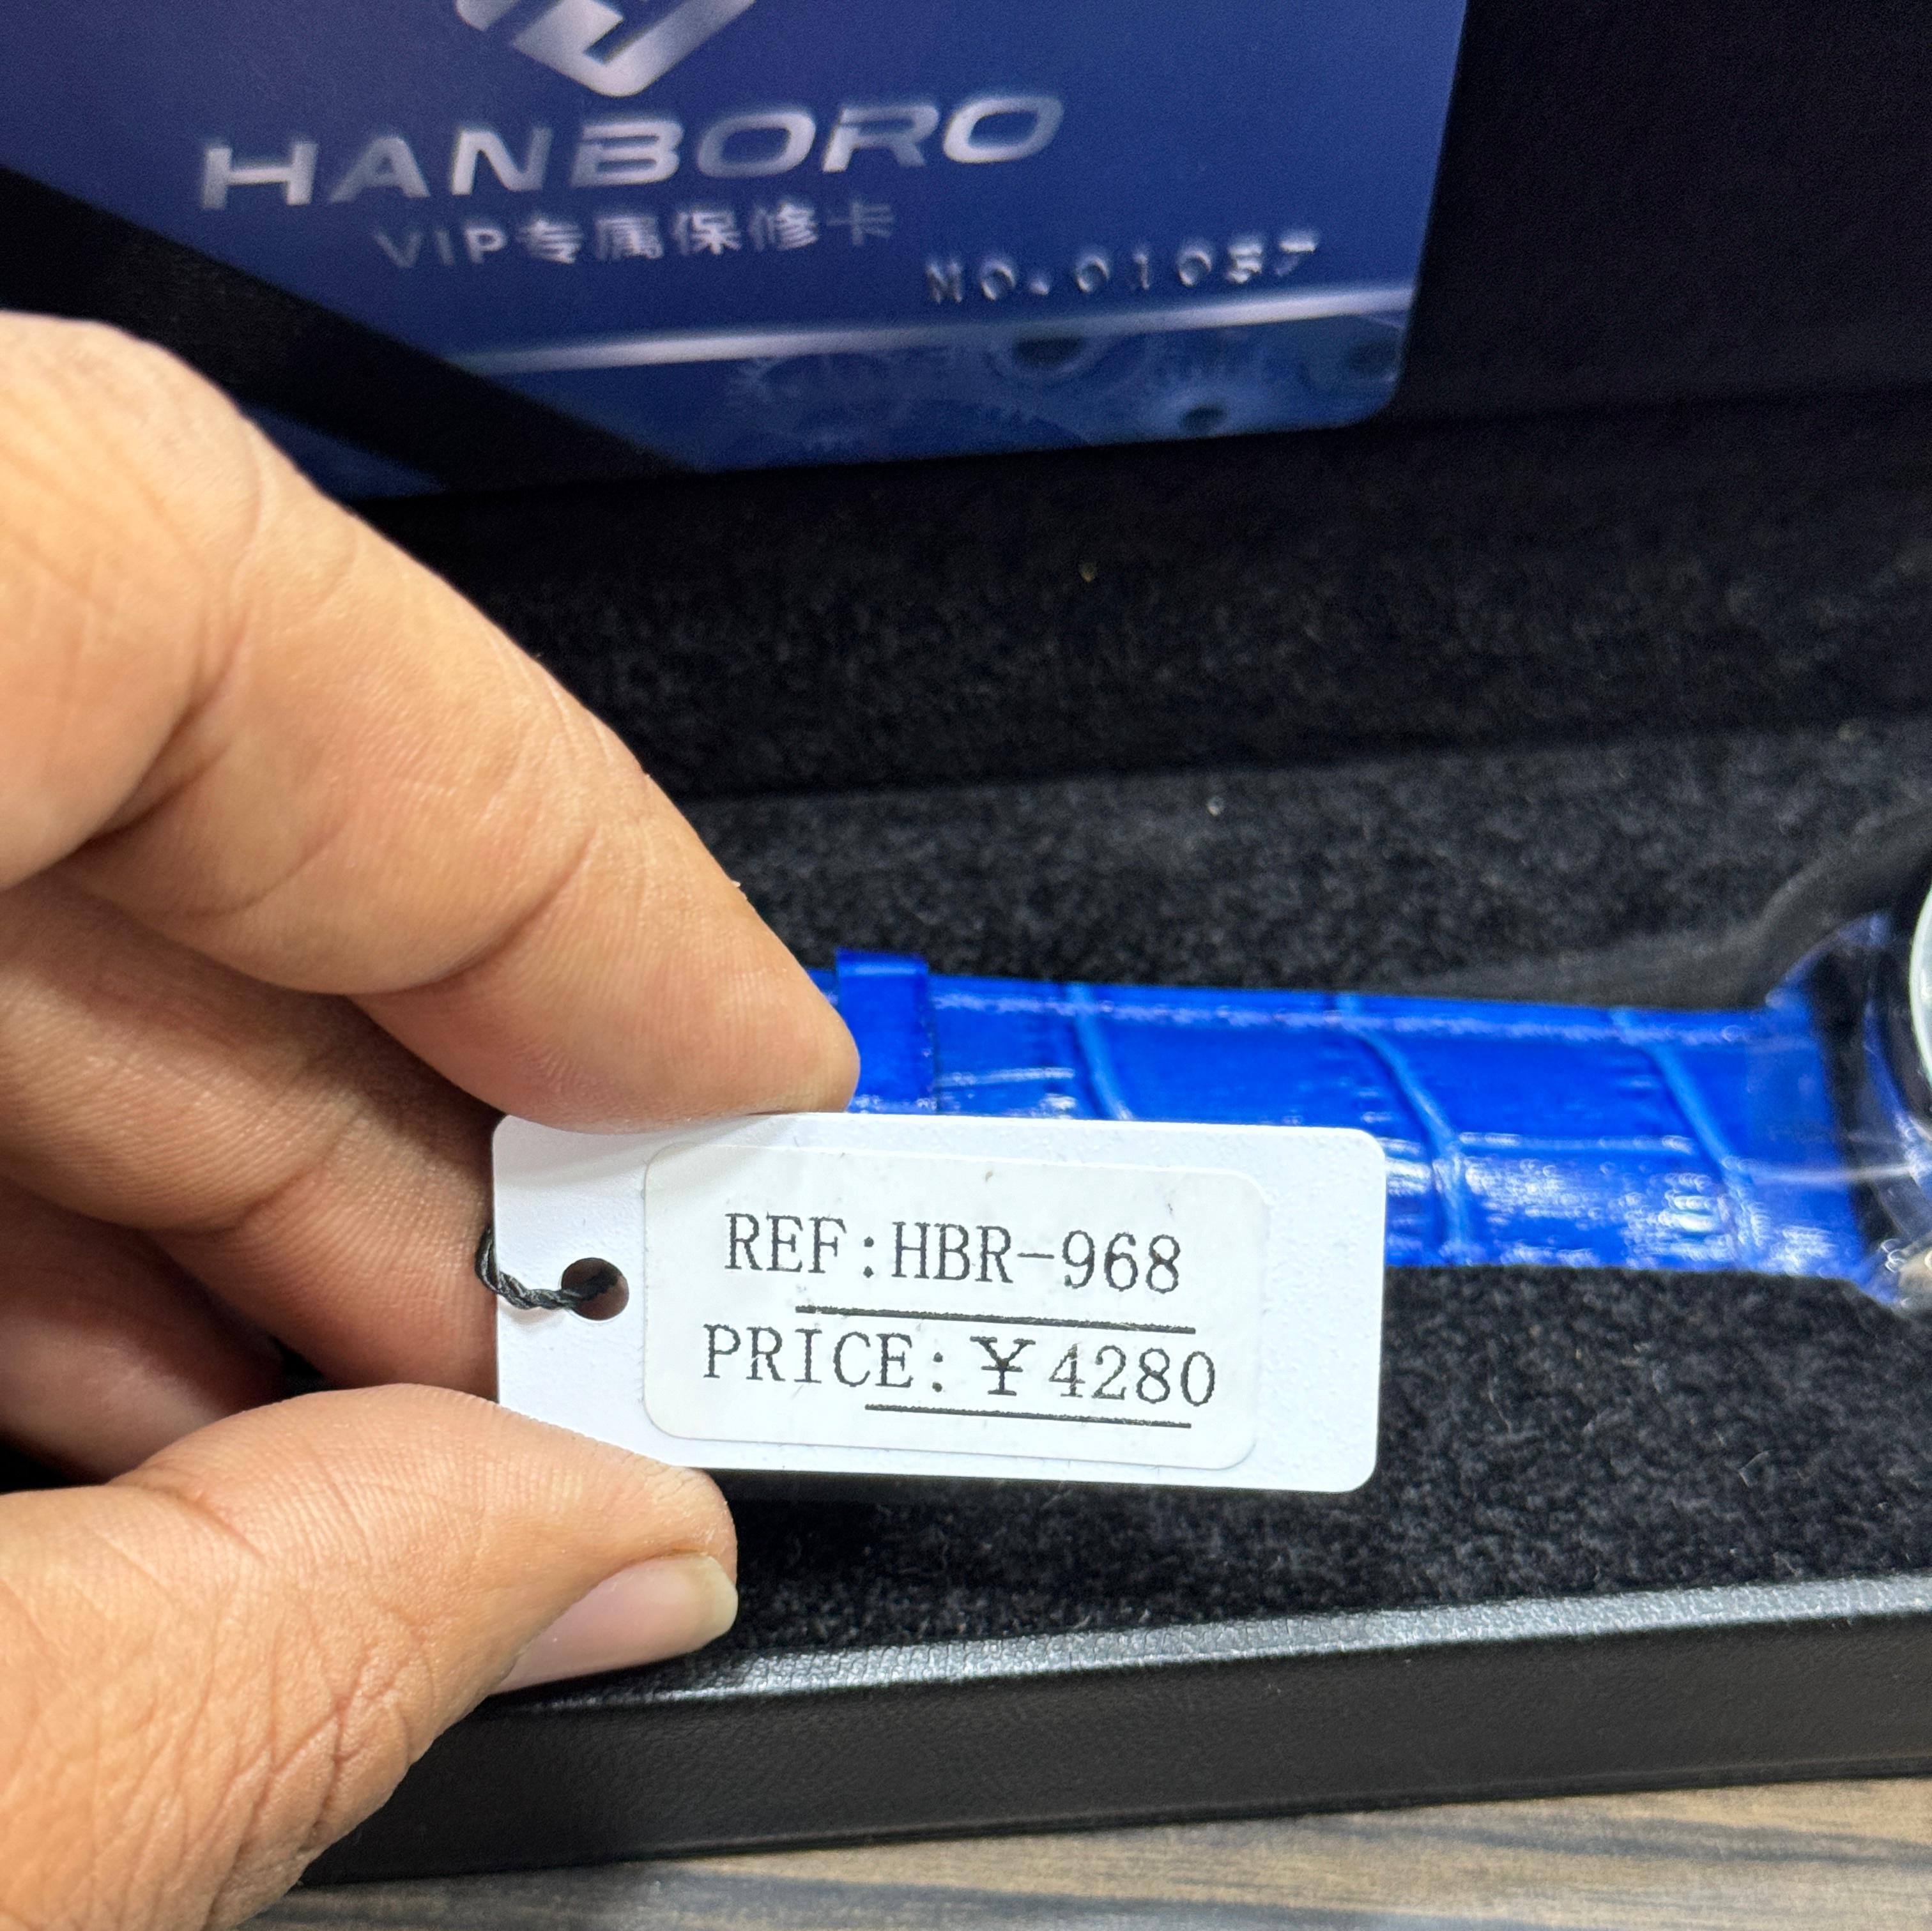 HANBORO
VIP专属保修卡
NO.01057
REF:HBR-968
PRICE:¥4280